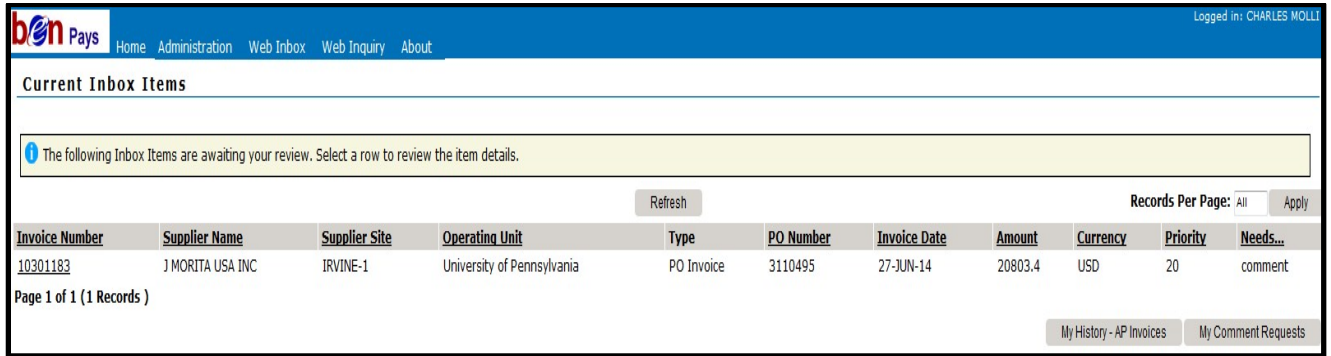 Logged in: CHARLES MOLLI
ben Pays
Home Administration Web Inbox Web Inquiry About
Current Inbox Items
The following Inbox Items are awaiting your review. Select a row to review the item details.
Refresh Records Per Page: All Apply
Invoice Number Supplier Name Supplier Site Operating Unit Type PO Number Invoice Date Amount Currency Priority Needs...
10301183 J MORITA USA INC IRVINE-1 University of Pennsylvania PO Invoice 3110495 27-JUN-14 20803.4 USD 20 comment
Page 1 of 1 (1 Records )
My History - AP Invoices My Comment Requests